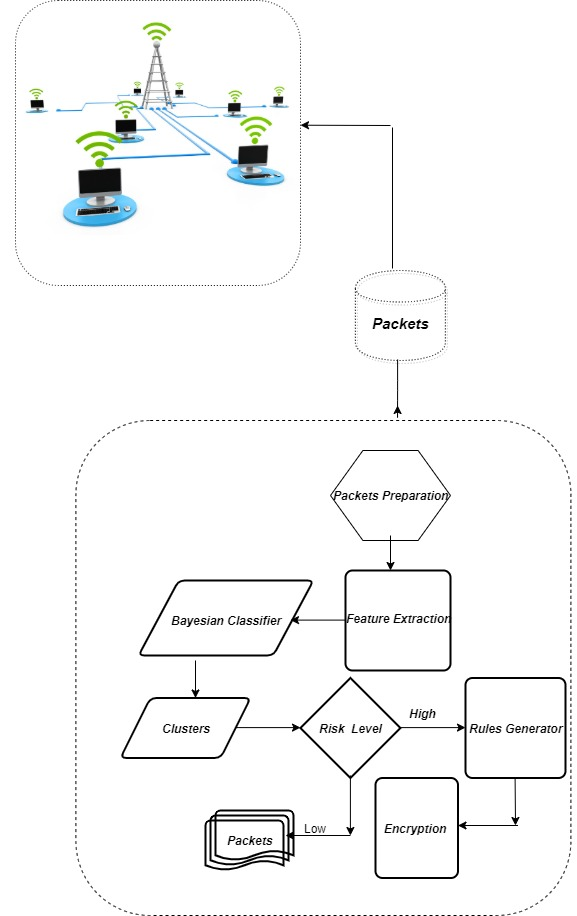 Packets
Packets Preparation
Feature Extraction
Bayesian Classifier
Clusters
Risk Level
High
Rules Generator
Low
Packets
Encryption